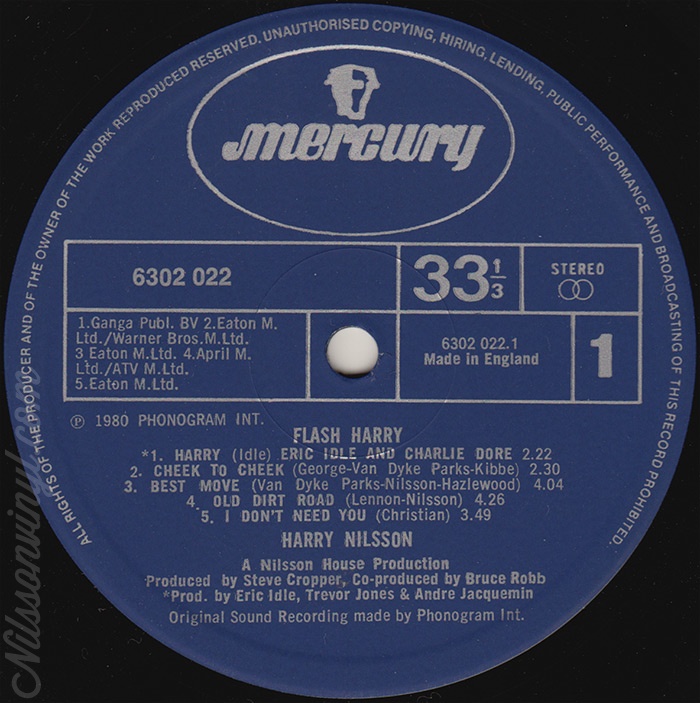 ALL RIGHTS OF THE PRODUCER AND OF THE OWNER OF THE WORK REPRODUCED RESERVED. UNAUTHORISED COPYING, HIRING, LENDING, PUBLIC PERFORMANCE AND BROADCASTING OF THIS RECORD PROHIBITED.
mercury
6302 022
33 1/3
STEREO
1.Ganga Publ. BV 2.Eaton M.
Ltd./Warner Bros.M.Ltd.
3 Eaton M.Ltd. 4.April M.
Ltd./ATV M.Ltd.
5.Eaton M.Ltd.
6302 022.1
Made in England
1
℗ 1980 PHONOGRAM INT.
FLASH HARRY
*1. HARRY (Idle) ERIC IDLE AND CHARLIE DORE 2.22
2. CHEEK TO CHEEK (George-Van Dyke Parks-Kibbe) 2.30
3. BEST MOVE (Van Dyke Parks-Nilsson-Hazlewood) 4.04
4. OLD DIRT ROAD (Lennon-Nilsson) 4.26
5. I DON'T NEED YOU (Christian) 3.49
HARRY NILSSON
A Nilsson House Production
Produced by Steve Cropper, Co-produced by Bruce Robb
*Prod. by Eric Idle, Trevor Jones & Andre Jacquemin
Original Sound Recording made by Phonogram Int.
Nilssonvinyl.com